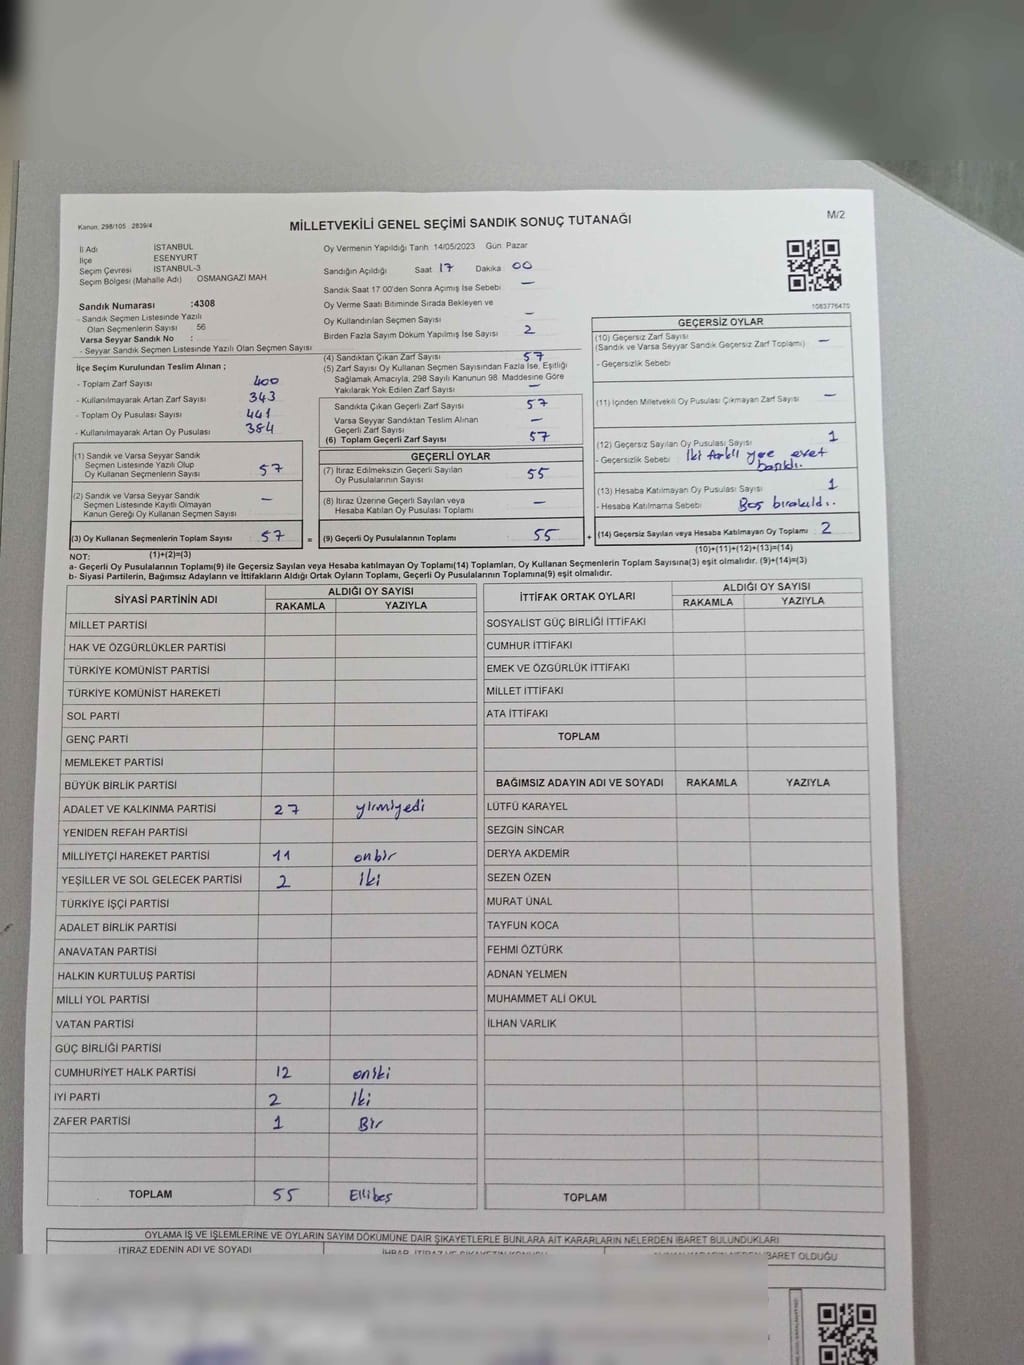 Kanun: 298/105 2839/4
MİLLETVEKİLİ GENEL SEÇİMİ SANDIK SONUÇ TUTANAĞI
M/2
İl Adı İSTANBUL
İlçe ESENYURT
Seçim Çevresi İSTANBUL-3
Seçim Bölgesi (Mahalle Adı) : OSMANGAZİ MAH.
Sandık Numarası :4308
- Sandık Seçmen Listesinde Yazılı
Olan Seçmenlerin Sayısı 56
Varsa Seyyar Sandık No :
- Seyyar Sandık Seçmen Listesinde Yazılı Olan Seçmen Sayısı
Oy Vermenin Yapıldığı Tarih 14/05/2023 Gün Pazar
Sandığın Açıldığı Saat 17 Dakika 00
Sandık Saat 17.00'den Sonra Açımış İse Sebebi —
Oy Verme Saati Bitiminde Sırada Bekleyen ve
Oy Kullandırılan Seçmen Sayısı —
Birden Fazla Sayım Döküm Yapılmış İse Sayısı 2
1083776475
İlçe Seçim Kurulundan Teslim Alınan ;
- Toplam Zarf Sayısı 400
- Kullanılmayarak Artan Zarf Sayısı 343
- Toplam Oy Pusulası Sayısı 441
- Kullanılmayarak Artan Oy Pusulası 384
(1) Sandık ve Varsa Seyyar Sandık
Seçmen Listesinde Yazılı Olup
Oy Kullanan Seçmenlerin Sayısı 57
(2) Sandık ve Varsa Seyyar Sandık
Seçmen Listesinde Kayıtlı Olmayan
Kanun Gereği Oy Kullanan Seçmen Sayısı —
(3) Oy Kullanan Seçmenlerin Toplam Sayısı 57 =
(1)+(2)=(3)
(4) Sandıktan Çıkan Zarf Sayısı 57
(5) Zarf Sayısı Oy Kullanan Seçmen Sayısından Fazla İse, Eşitliği
Sağlamak Amacıyla, 298 Sayılı Kanunun 98. Maddesine Göre
Yakılarak Yok Edilen Zarf Sayısı —
Sandıkta Çıkan Geçerli Zarf Sayısı 57
Varsa Seyyar Sandıktan Teslim Alınan
Geçerli Zarf Sayısı —
(6) Toplam Geçerli Zarf Sayısı 57
GEÇERLİ OYLAR
(7) İtiraz Edilmeksizin Geçerli Sayılan
Oy Pusulalarının Sayısı 55
(8) İtiraz Üzerine Geçerli Sayılan veya
Hesaba Katılan Oy Pusulası Toplamı —
(9) Geçerli Oy Pusulalarının Toplamı 55 +
GEÇERSİZ OYLAR
(10) Geçersiz Zarf Sayısı —
(Sandık ve Varsa Seyyar Sandık Geçersiz Zarf Toplamı)
- Geçersizlik Sebebi
(11) İçinden Milletvekili Oy Pusulası Çıkmayan Zarf Sayısı —
(12) Geçersiz Sayılan Oy Pusulası Sayısı 1
- Geçersizlik Sebebi İki farklı yere evet
basıldı.
(13) Hesaba Katılmayan Oy Pusulası Sayısı 1
- Hesaba Katılmama Sebebi Boş bırakıldı..
(14) Geçersiz Sayılan veya Hesaba Katılmayan Oy Toplamı 2
(10)+(11)+(12)+(13)=(14)
NOT:
a- Geçerli Oy Pusulalarının Toplamı(9) ile Geçersiz Sayılan veya Hesaba Katılmayan Oy Toplamı(14) Toplamları, Oy Kullanan Seçmenlerin Toplam Sayısına(3) eşit olmalıdır. (9)+(14)=(3)
b- Siyasi Partilerin, Bağımsız Adayların ve İttifakların Aldığı Ortak Oyların Toplamı, Geçerli Oy Pusulalarının Toplamına(9) eşit olmalıdır.
SİYASİ PARTİNİN ADI
ALDIĞI OY SAYISI
RAKAMLA YAZIYLA
MİLLET PARTİSİ
HAK VE ÖZGÜRLÜKLER PARTİSİ
TÜRKİYE KOMÜNİST PARTİSİ
TÜRKİYE KOMÜNİST HAREKETİ
SOL PARTİ
GENÇ PARTİ
MEMLEKET PARTİSİ
BÜYÜK BİRLİK PARTİSİ
ADALET VE KALKINMA PARTİSİ 27 yirmiyedi
YENİDEN REFAH PARTİSİ
MİLLİYETÇİ HAREKET PARTİSİ 11 onbir
YEŞİLLER VE SOL GELECEK PARTİSİ 2 iki
TÜRKİYE İŞÇİ PARTİSİ
ADALET BİRLİK PARTİSİ
ANAVATAN PARTİSİ
HALKIN KURTULUŞ PARTİSİ
MİLLİ YOL PARTİSİ
VATAN PARTİSİ
GÜÇ BİRLİĞİ PARTİSİ
CUMHURİYET HALK PARTİSİ 12 oniki
İYİ PARTİ 2 iki
ZAFER PARTİSİ 1 Bir
TOPLAM 55 Ellibeş
İTTİFAK ORTAK OYLARI
ALDIĞI OY SAYISI
RAKAMLA YAZIYLA
SOSYALİST GÜÇ BİRLİĞİ İTTİFAKI
CUMHUR İTTİFAKI
EMEK VE ÖZGÜRLÜK İTTİFAKI
MİLLET İTTİFAKI
ATA İTTİFAKI
TOPLAM
BAĞIMSIZ ADAYIN ADI VE SOYADI RAKAMLA YAZIYLA
LÜTFÜ KARAYEL
SEZGİN SİNCAR
DERYA AKDEMİR
SEZEN ÖZEN
MURAT ÜNAL
TAYFUN KOCA
FEHMİ ÖZTÜRK
ADNAN YELMEN
MUHAMMET ALİ OKUL
İLHAN VARLIK
TOPLAM
OYLAMA İŞ VE İŞLEMLERİNE VE OYLARIN SAYIM DÖKÜMÜNE DAİR ŞİKAYETLERLE BUNLARA AİT KARARLARIN NELERDEN İBARET BULUNDUKLARI
İTİRAZ EDENİN ADI VE SOYADI
İBARET OLDUĞU